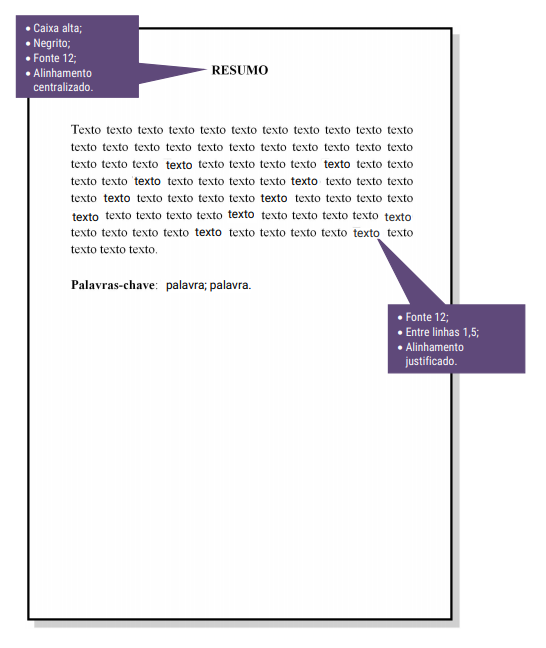 • Caixa alta;
• Negrito;
• Fonte 12;
• Alinhamento
centralizado.
RESUMO
Texto texto texto texto texto texto texto texto texto texto texto
texto texto texto texto texto texto texto texto texto texto texto
texto texto texto texto texto texto texto texto texto texto texto
texto texto texto texto texto texto texto texto texto texto texto
texto texto texto texto texto texto texto texto texto texto texto
texto texto texto texto texto texto texto texto texto texto texto
texto texto texto texto texto texto texto texto texto texto texto
texto texto texto.
Palavras-chave: palavra; palavra.
• Fonte 12;
• Entre linhas 1,5;
• Alinhamento
justificado.